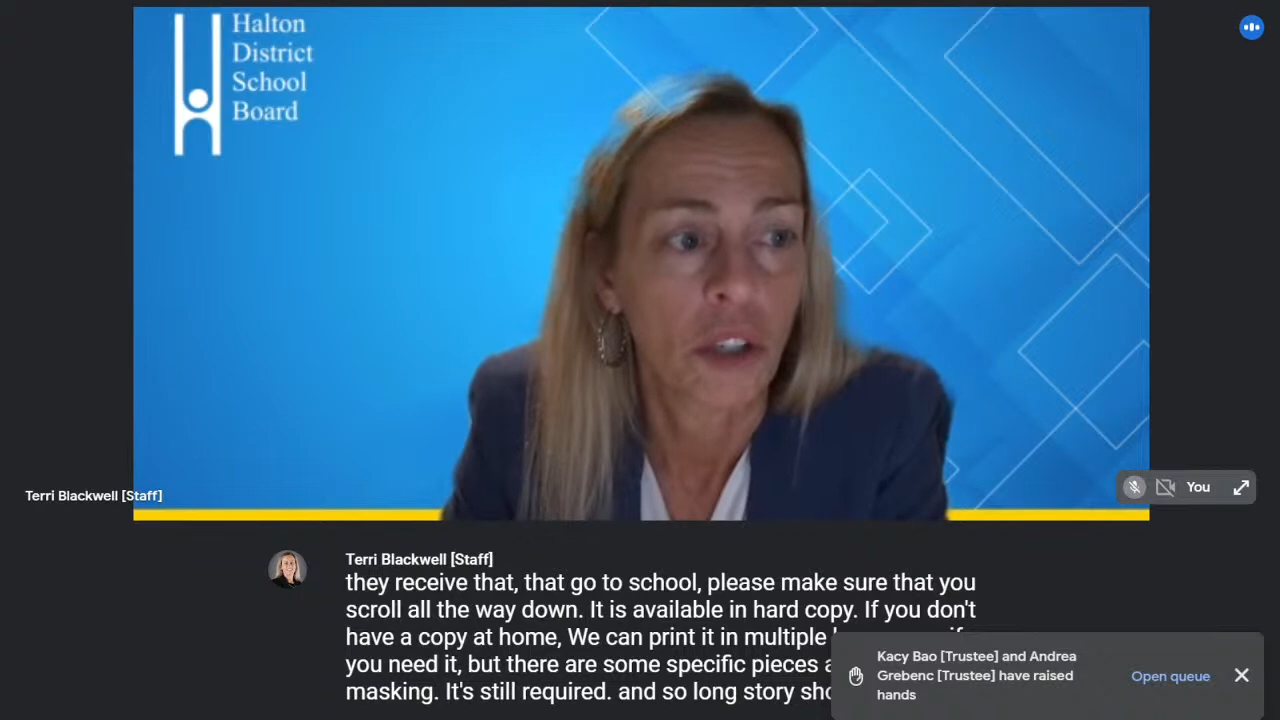 Halton
District
School
Board
Terri Blackwell [Staff]
You
Terri Blackwell [Staff]
they receive that, that go to school, please make sure that you
scroll all the way down. It is available in hard copy. If you don't
have a copy at home, We can print it in multiple
you need it, but there are some specific pieces
masking. It's still required. and so long story
Kacy Bao [Trustee] and Andrea
Grebenc [Trustee] have raised
hands
Open queue